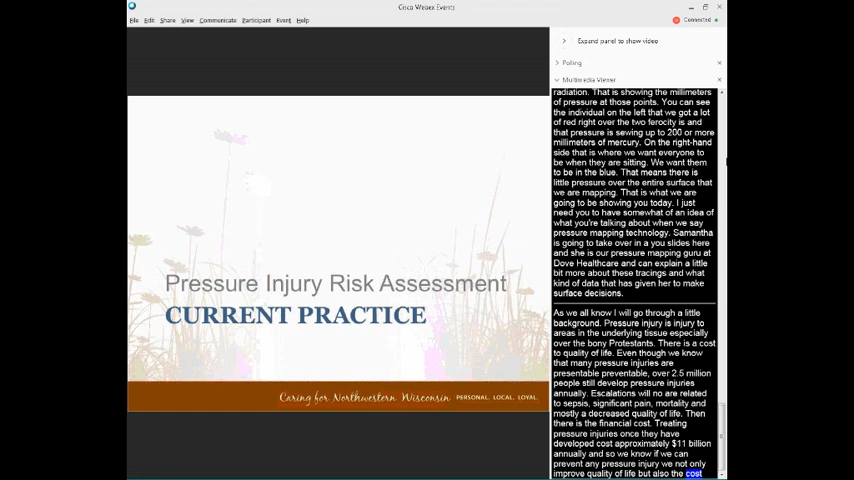 Cisco Webex Events
File Edit Share View Communicate Participant Event Help
Connected
Expand panel to show video
Polling
Multimedia Viewer
radiation. That is showing the millimeters
of pressure at those points. You can see
the individual on the left that we got a lot
of red right over the two ferocity is and
that pressure is sewing up to 200 or more
millimeters of mercury. On the right-hand
side that is where we want everyone to
be when they are sitting. We want them
to be in the blue. That means there is
little pressure over the entire surface that
we are mapping. That is what we are
going to be showing you today. I just
need you to have somewhat of an idea of
what you're talking about when we say
pressure mapping technology. Samantha
is going to take over in a you slides here
and she is our pressure mapping guru at
Dove Healthcare and can explain a little
bit more about these tracings and what
kind of data that has given her to make
surface decisions.
As we all know I will go through a little
background. Pressure injury is injury to
areas in the underlying tissue especially
over the bony Protestants. There is a cost
to quality of life. Even though we know
that many pressure injuries are
presentable preventable, over 2.5 million
people still develop pressure injuries
annually. Escalations will no are related
to sepsis, significant pain, mortality and
mostly a decreased quality of life. Then
there is the financial cost. Treating
pressure injuries once they have
developed cost approximately $11 billion
annually and so we know if we can
prevent any pressure injury we not only
improve quality of life but also the cost
Pressure Injury Risk Assessment
CURRENT PRACTICE
Caring for Northwestern Wisconsin PERSONAL. LOCAL. LOYAL.